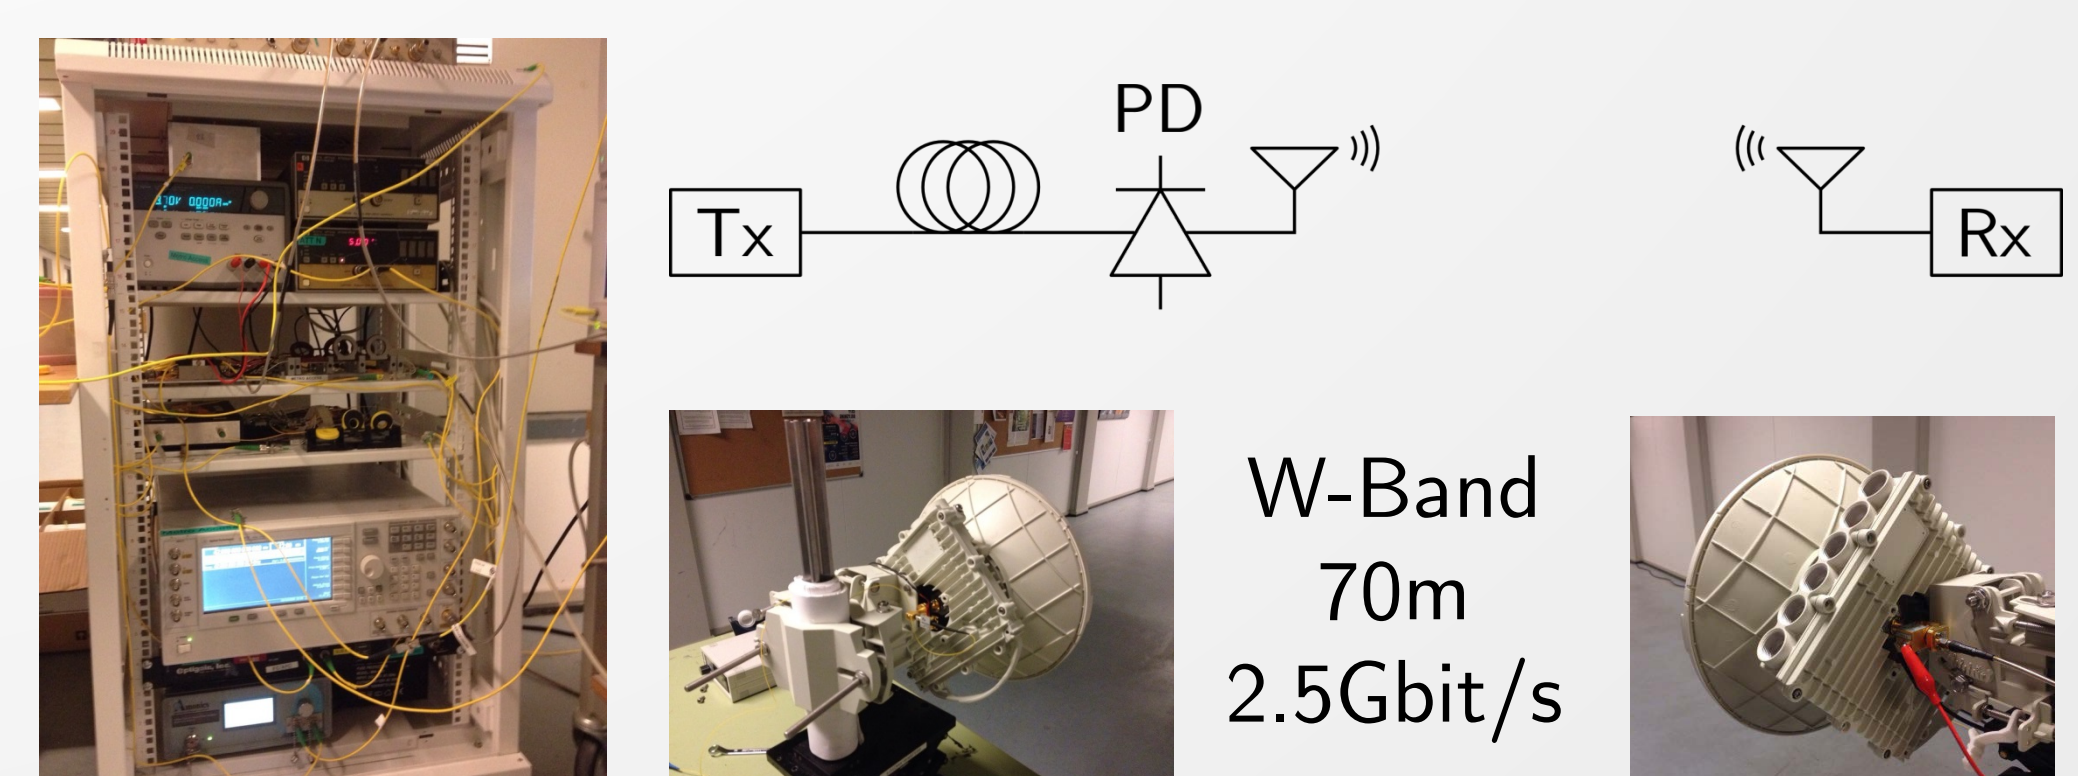 PD
Tx
Rx
W-Band
70m
2.5Gbit/s